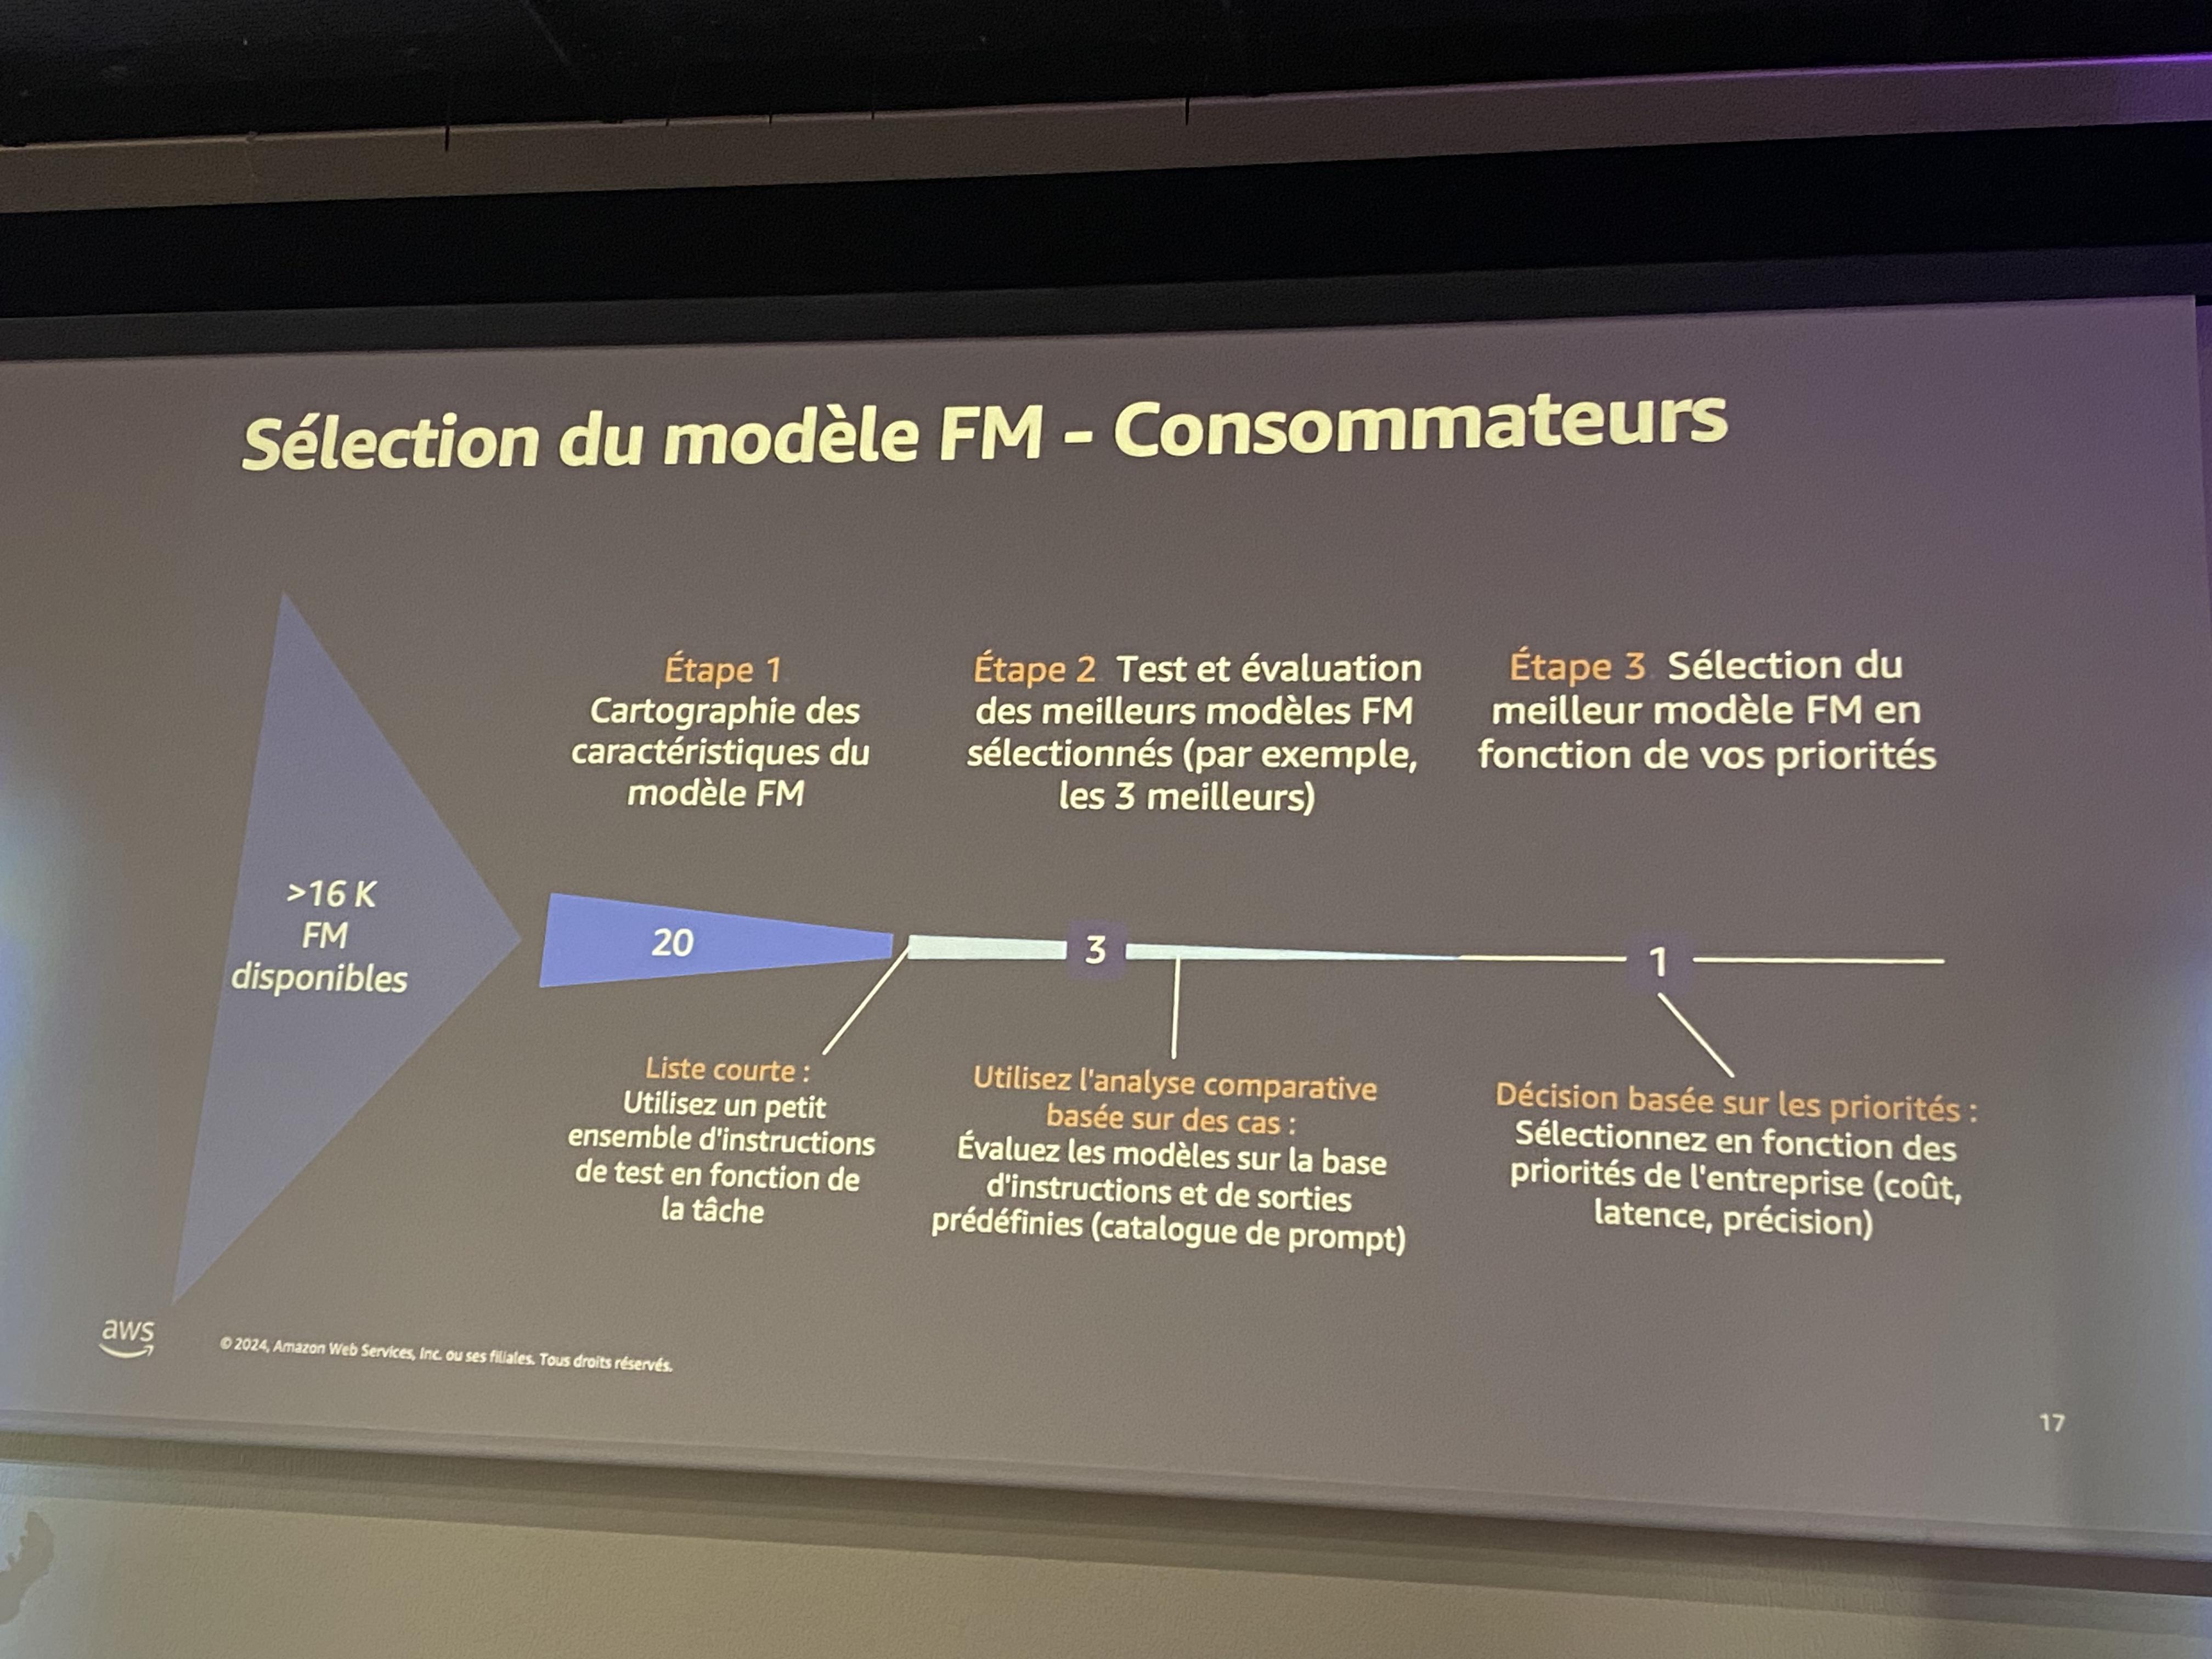 Sélection du modèle FM - Consommateurs
Étape 1
Cartographie des
caractéristiques du
modèle FM
Étape 2 Test et évaluation
des meilleurs modèles FM
sélectionnés (par exemple,
les 3 meilleurs)
Étape 3 Sélection du
meilleur modèle FM en
fonction de vos priorités
>16 K
FM
disponibles
20
3
1
Liste courte :
Utilisez un petit
ensemble d'instructions
de test en fonction de
la tâche
Utilisez l'analyse comparative
basée sur des cas :
Évaluez les modèles sur la base
d'instructions et de sorties
prédéfinies (catalogue de prompt)
Décision basée sur les priorités :
Sélectionnez en fonction des
priorités de l'entreprise (coût,
latence, précision)
aws
© 2024, Amazon Web Services, Inc. ou ses filiales. Tous droits réservés.
17